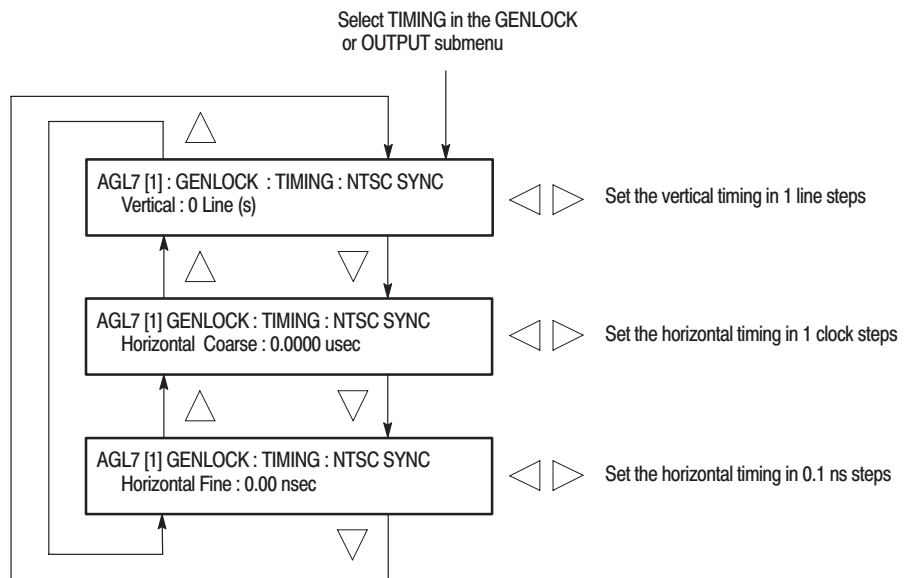 Select TIMING in the GENLOCK
or OUTPUT submenu
AGL7 [1] : GENLOCK : TIMING : NTSC SYNC
Vertical : 0 Line (s)
Set the vertical timing in 1 line steps
AGL7 [1] GENLOCK : TIMING : NTSC SYNC
Horizontal Coarse : 0.0000 usec
Set the horizontal timing in 1 clock steps
AGL7 [1] GENLOCK : TIMING : NTSC SYNC
Horizontal Fine : 0.00 nsec
Set the horizontal timing in 0.1 ns steps